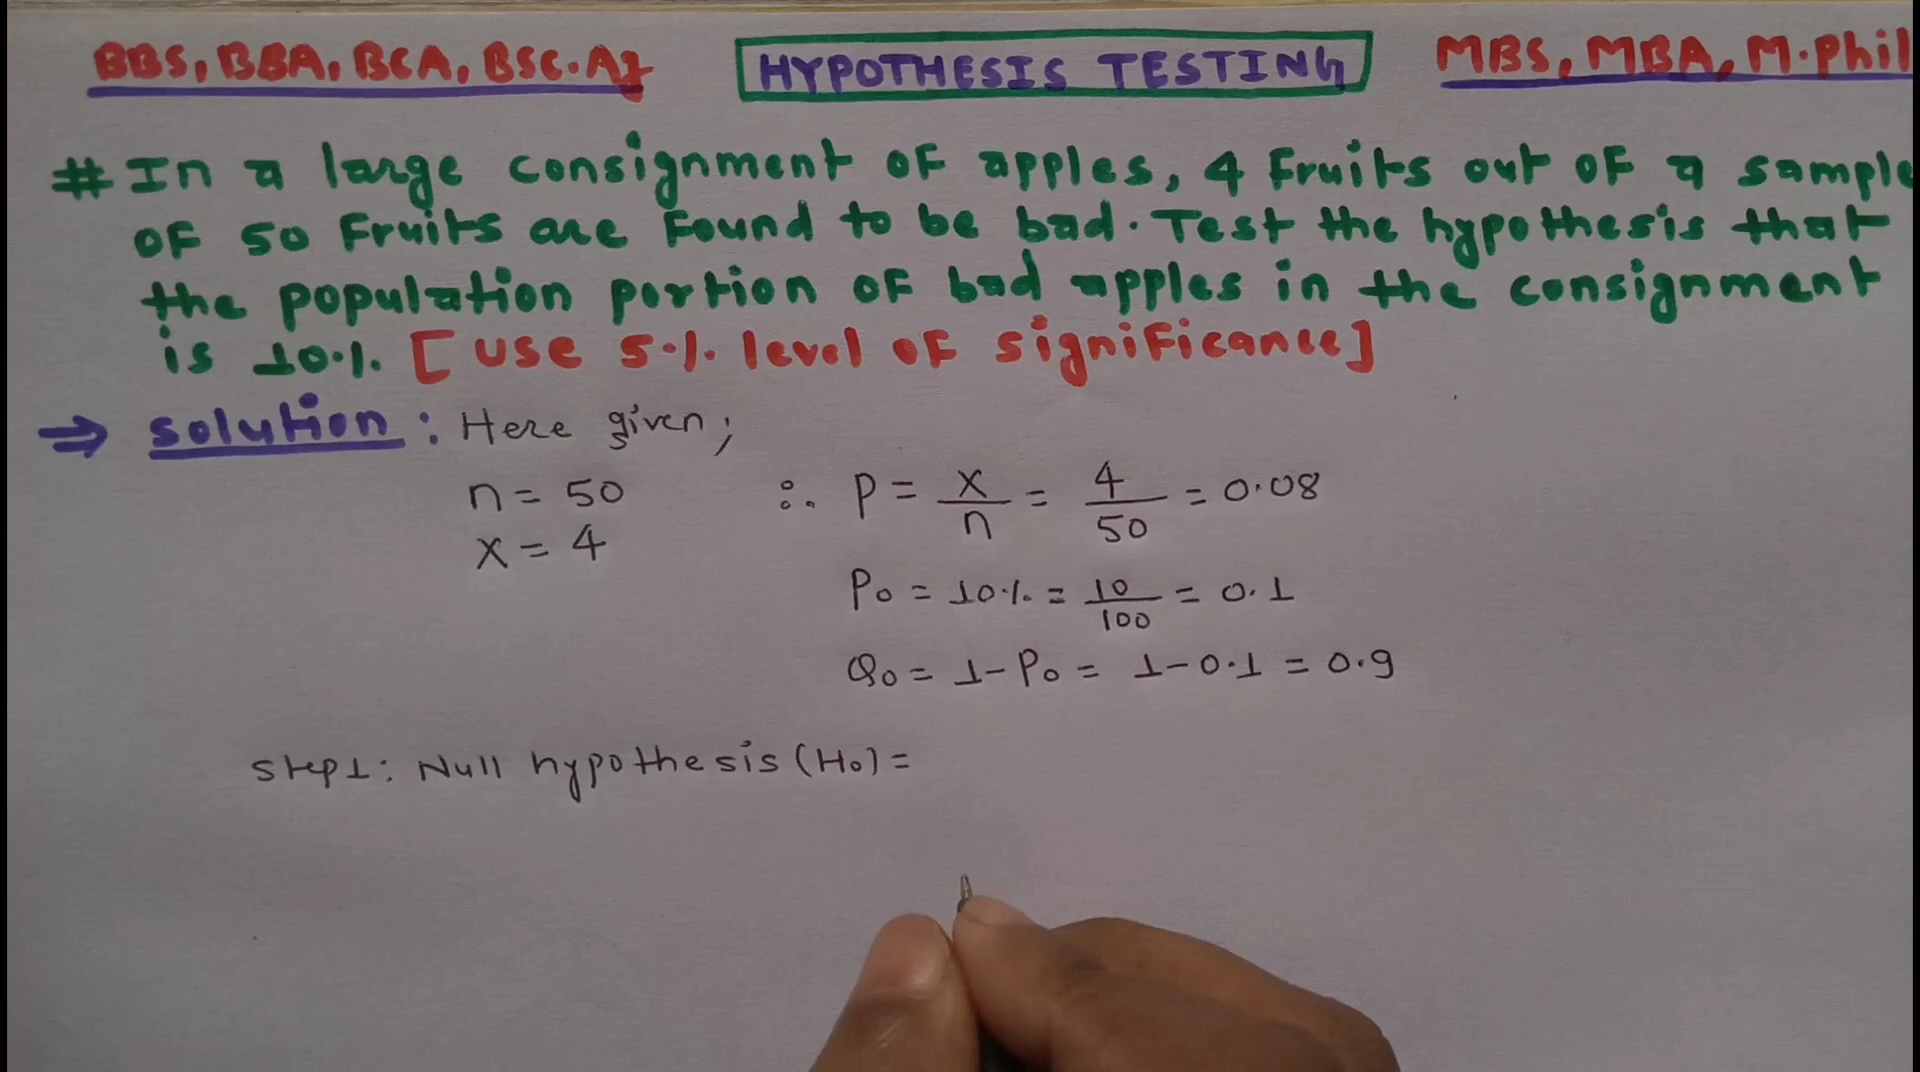 BBS, BBA, BCA, BSC.Ag
HYPOTHESIS TESTING
MBS, MBA, M.Phil
# In a large consignment of apples, 4 fruits out of a sample
of 50 fruits are found to be bad. Test the hypothesis that
the population portion of bad apples in the consignment
is 10%. [Use 5% level of significance]
⇒ solution: Here given;
n = 50
x = 4
∴ p = x/n = 4/50 = 0.08
P₀ = 10% = 10/100 = 0.1
Q₀ = 1-P₀ = 1-0.1 = 0.9
step1: Null hypothesis (H₀) =